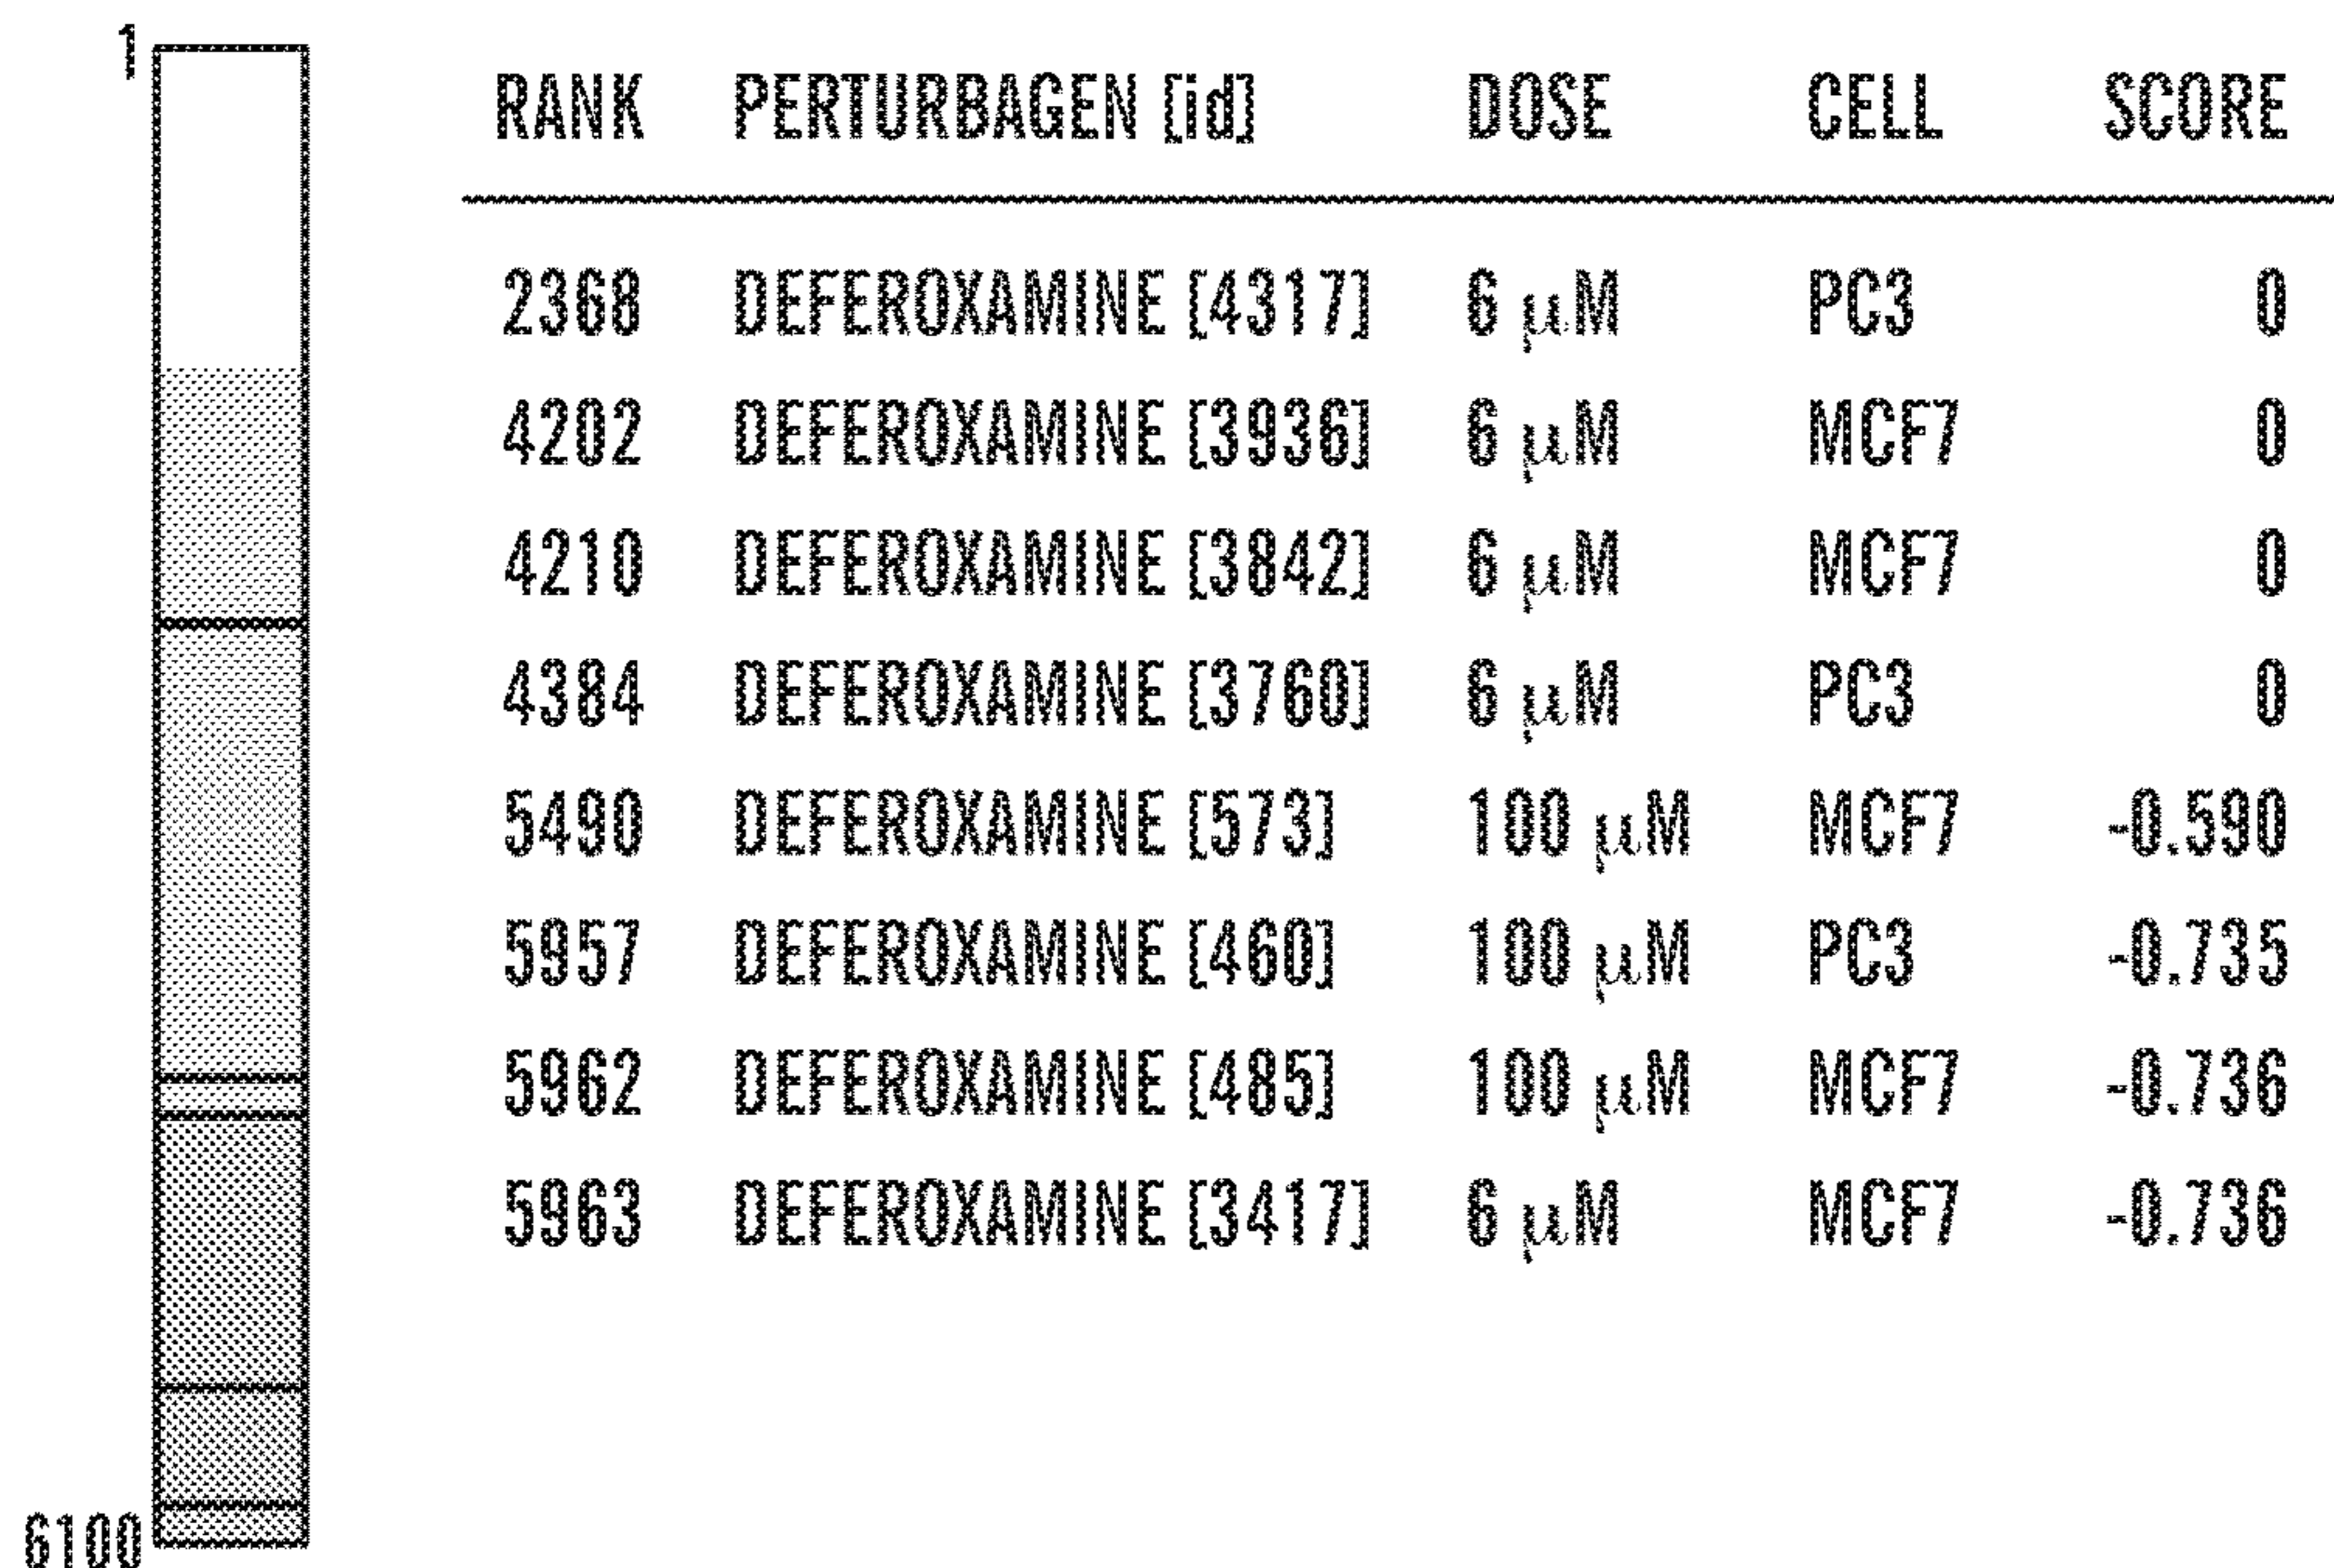 1
RANK PERTURBAGEN [id] DOSE CELL SCORE
2368 DEFEROXAMINE [4317] 6 μM PC3 0
4202 DEFEROXAMINE [3936] 6 μM MCF7 0
4210 DEFEROXAMINE [3842] 6 μM MCF7 0
4384 DEFEROXAMINE [3760] 6 μM PC3 0
5490 DEFEROXAMINE [573] 100 μM MCF7 -0.590
5957 DEFEROXAMINE [460] 100 μM PC3 -0.735
5962 DEFEROXAMINE [485] 100 μM MCF7 -0.736
5963 DEFEROXAMINE [3417] 6 μM MCF7 -0.736
6100